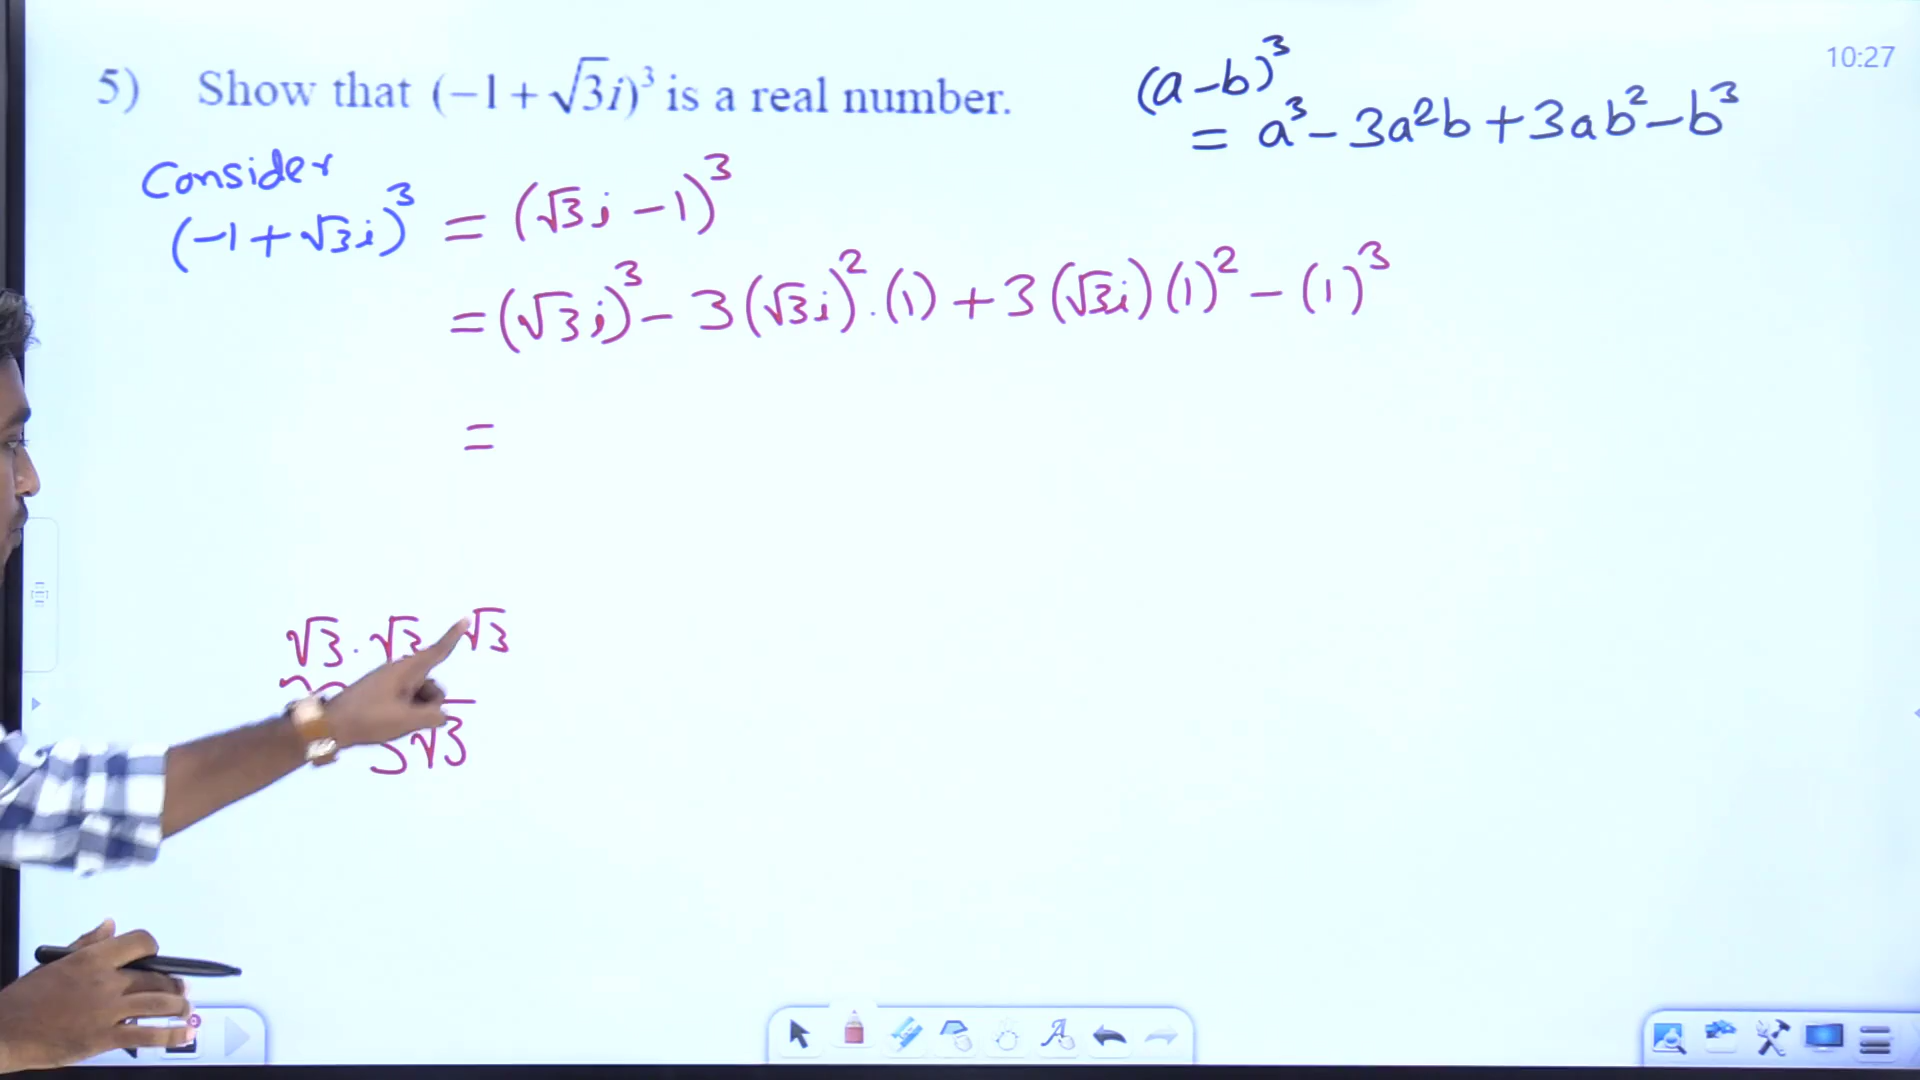 5) Show that (−1 + √3i)³ is a real number.
(a − b)³
= a³ − 3a²b + 3ab² − b³
10:27
Consider
(−1 + √3i)³ = (√3i − 1)³
= (√3i)³ − 3(√3i)².(1) + 3(√3i)(1)² − (1)³
=
√3 . √3 √3
3√3